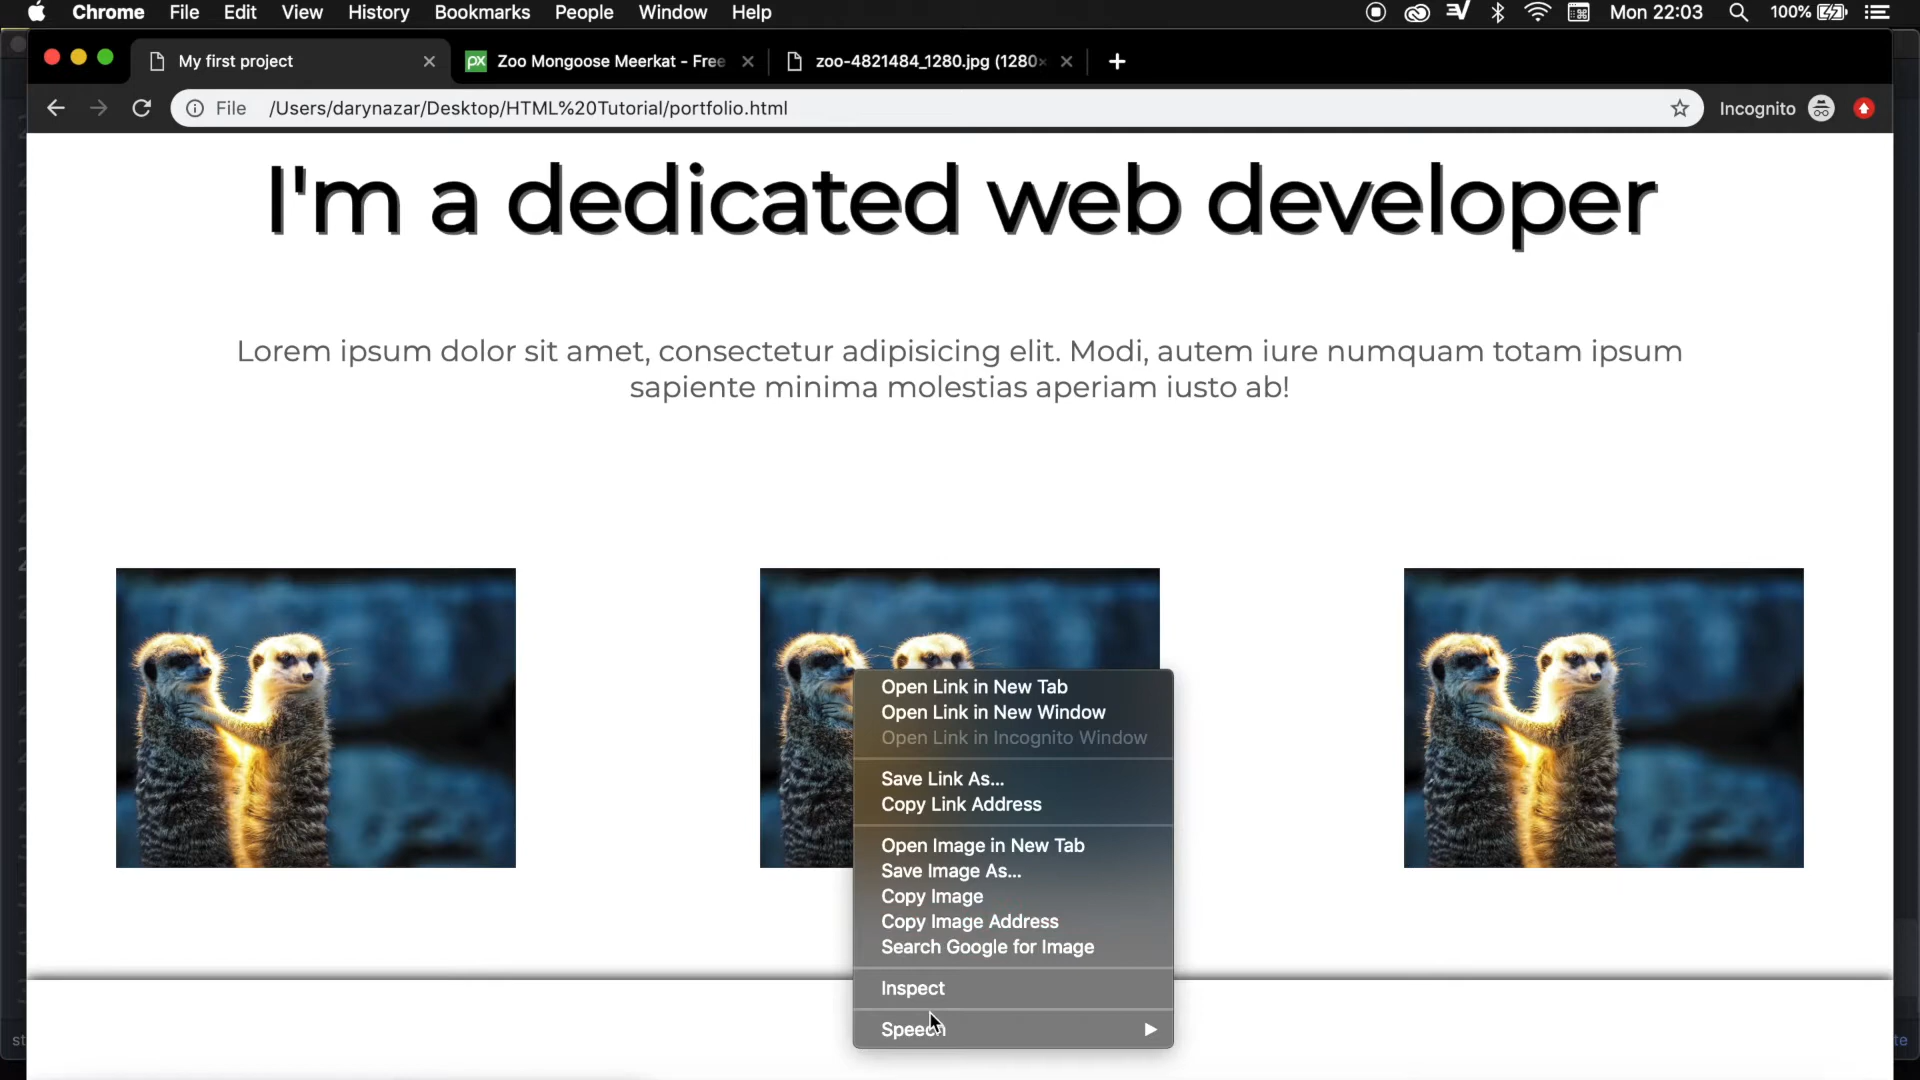 Chrome File Edit View History Bookmarks People Window Help Mon 22:03 100%
My first project Zoo Mongoose Meerkat - Free zoo-4821484_1280.jpg (1280×
File /Users/darynazar/Desktop/HTML%20Tutorial/portfolio.html Incognito
I'm a dedicated web developer
Lorem ipsum dolor sit amet, consectetur adipisicing elit. Modi, autem iure numquam totam ipsum
sapiente minima molestias aperiam iusto ab!
Open Link in New Tab
Open Link in New Window
Open Link in Incognito Window
Save Link As...
Copy Link Address
Open Image in New Tab
Save Image As...
Copy Image
Copy Image Address
Search Google for Image
Inspect
Speech